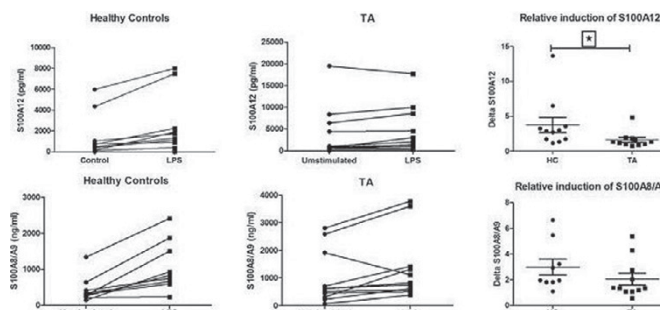 Healthy Controls
S100A12 (pg/ml)
10000
8000
6000
4000
2000
0
Control
LPS
TA
S100A12 (pg/ml)
25000
20000
15000
10000
5000
0
Umstimulated
LPS
Relative induction of S100A12
Delta S100A12
15
10
5
0
*
HC
TA
Healthy Controls
S100A8/A9 (ng/ml)
3000
2000
1000
0
TA
S100A8/A9 (ng/ml)
4000
3000
2000
1000
0
Relative induction of S100A8/A
Delta S100A8/A9
8
6
4
2
0